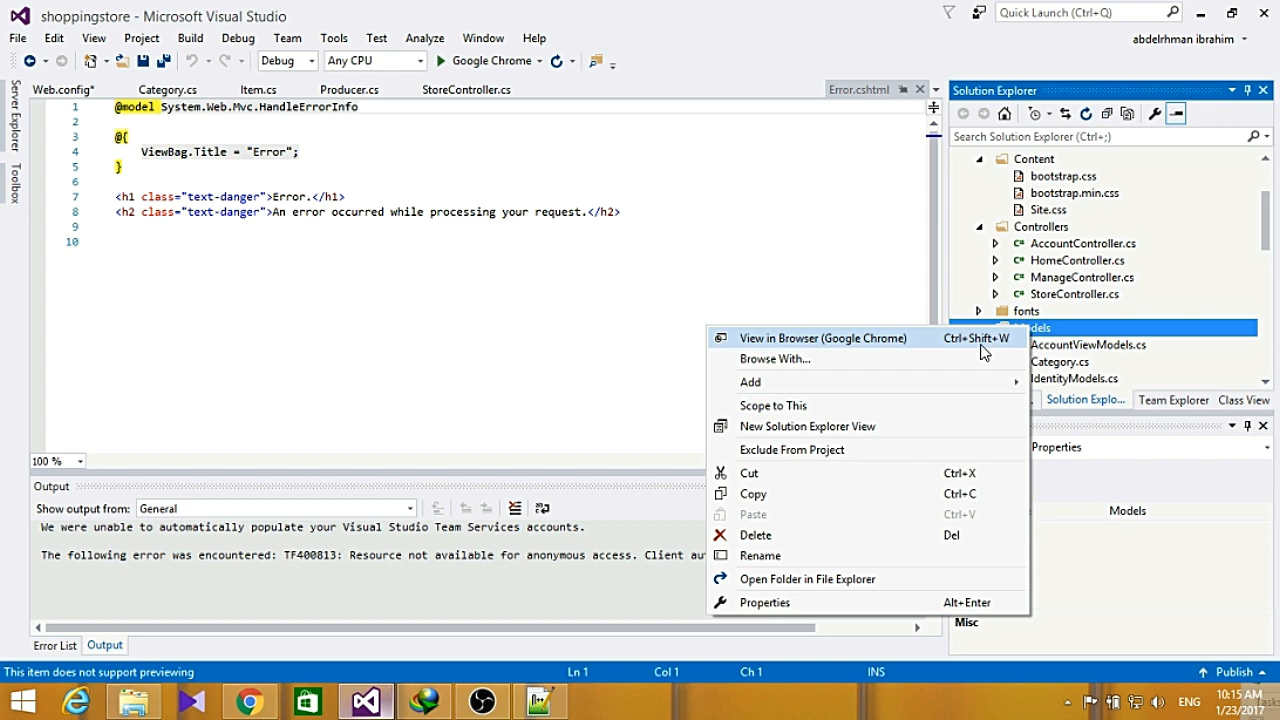 shoppingstore - Microsoft Visual Studio
Quick Launch (Ctrl+Q)
File Edit View Project Build Debug Team Tools Test Analyze Window Help
abdelrhman ibrahim
Debug Any CPU Google Chrome
Server Explorer
Toolbox
Web.config* Category.cs Item.cs Producer.cs StoreController.cs Error.cshtml
1 @model System.Web.Mvc.HandleErrorInfo
2
3 @{
4 ViewBag.Title = "Error";
5 }
6
7 <h1 class="text-danger">Error.</h1>
8 <h2 class="text-danger">An error occurred while processing your request.</h2>
9
10
100 %
Solution Explorer
Search Solution Explorer (Ctrl+;)
Content
bootstrap.css
bootstrap.min.css
Site.css
Controllers
AccountController.cs
HomeController.cs
ManageController.cs
StoreController.cs
fonts
AccountViewModels.cs
Category.cs
IdentityModels.cs
Solution Explo... Team Explorer Class View
Properties
Properties
Models
Misc
View in Browser (Google Chrome) Ctrl+Shift+W
Browse With...
Add
Scope to This
New Solution Explorer View
Exclude From Project
Cut Ctrl+X
Copy Ctrl+C
Paste Ctrl+V
Delete Del
Rename
Open Folder in File Explorer
Properties Alt+Enter
Output
Show output from: General
We were unable to automatically populate your Visual Studio Team Services accounts.
The following error was encountered: TF400813: Resource not available for anonymous access. Client au
Error List Output
This item does not support previewing Ln 1 Col 1 Ch 1 INS Publish
ENG
10:15 AM
1/23/2017